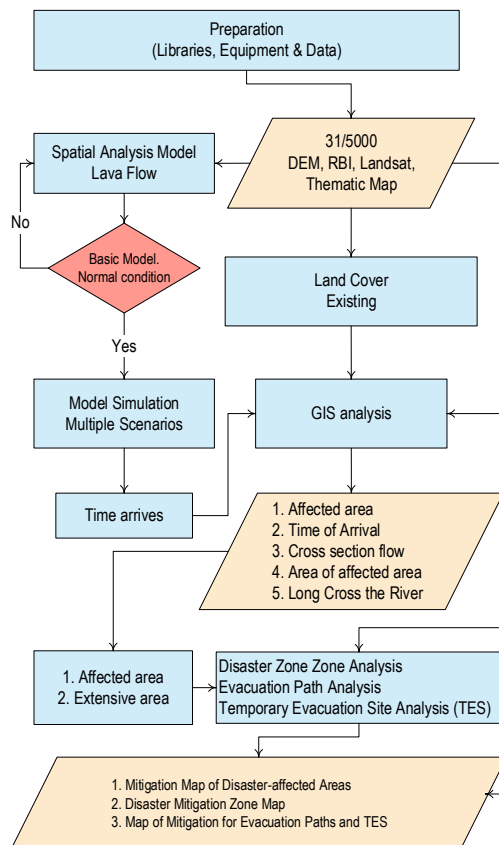 Preparation
(Libraries, Equipment & Data)
31/5000
DEM, RBI, Landsat,
Thematic Map
Spatial Analysis Model
Lava Flow
No
Basic Model.
Normal condition
Land Cover
Existing
Yes
Model Simulation
Multiple Scenarios
GIS analysis
Time arrives
1. Affected area
2. Time of Arrival
3. Cross section flow
4. Area of affected area
5. Long Cross the River
1. Affected area
2. Extensive area
Disaster Zone Zone Analysis
Evacuation Path Analysis
Temporary Evacuation Site Analysis (TES)
1. Mitigation Map of Disaster-affected Areas
2. Disaster Mitigation Zone Map
3. Map of Mitigation for Evacuation Paths and TES